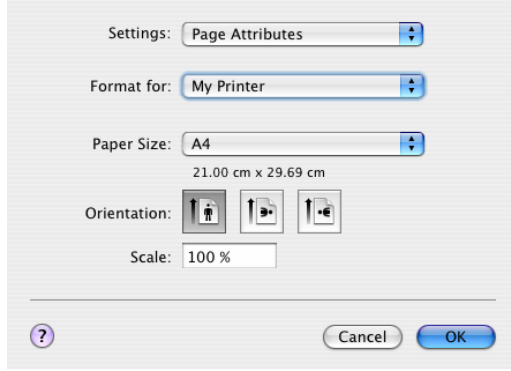 Settings: Page Attributes
Format for: My Printer
Paper Size: A4
21.00 cm x 29.69 cm
Orientation:
Scale: 100 %
? Cancel OK